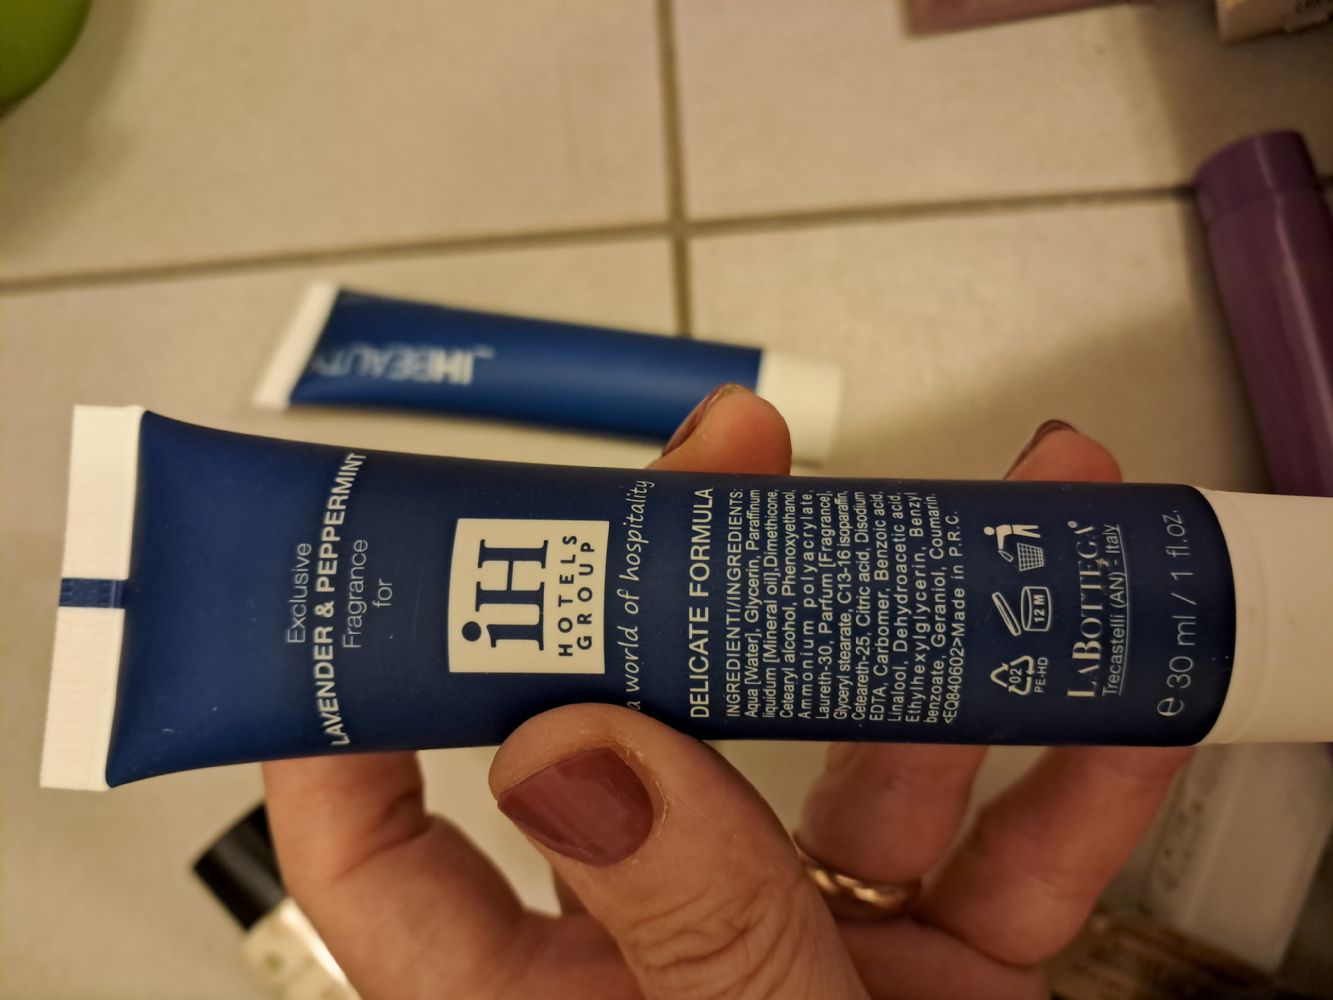 Exclusive
LAVENDER & PEPPERMINT
Fragrance
for
iH
HOTELS
GROUP
a world of hospitality
DELICATE FORMULA
INGREDIENTI/INGREDIENTS:
Aqua [Water], Glycerin, Paraffinum
liquidum [Mineral oil], Dimethicone,
Cetearyl alcohol, Phenoxyethanol,
Ammonium polyacrylate,
Laureth-30, Parfum [Fragrance],
Glyceryl stearate, C13-16 isoparaffin,
Ceteareth-25, Citric acid, Disodium
EDTA, Carbomer, Benzoic acid,
Linalool, Dehydroacetic acid,
Ethylhexylglycerin, Benzyl
benzoate, Geraniol, Coumarin.
<EQ840602>Made in P.R.C.
02
PE-HD
12 M
LABOTTEGA®
Trecastelli (AN) - Italy
e 30 ml / 1 fl.oz.
BEAUTY